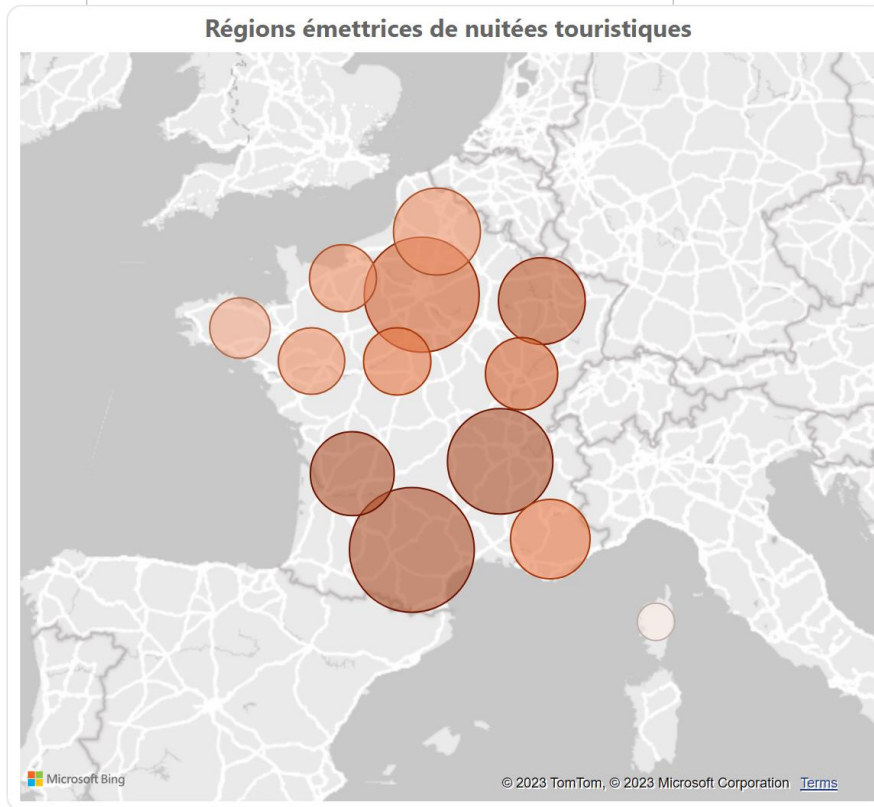 Régions émettrices de nuitées touristiques
Microsoft Bing
© 2023 TomTom, © 2023 Microsoft Corporation Terms